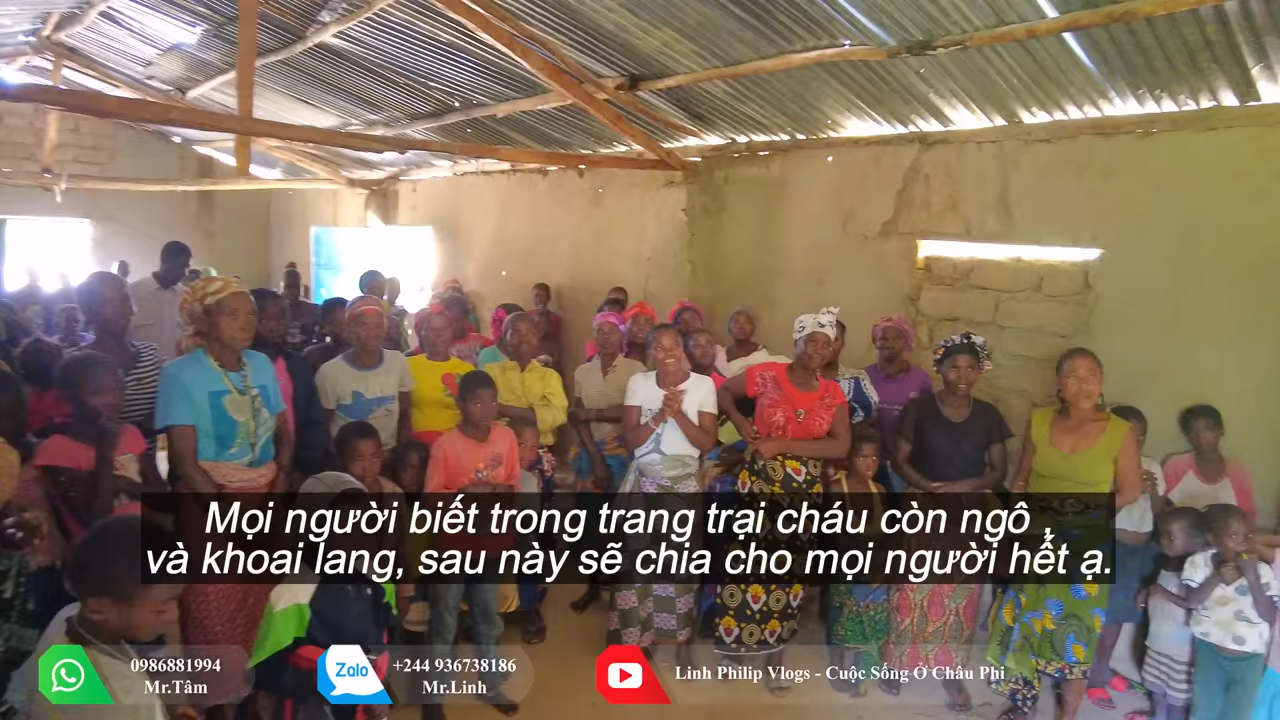 Mọi người biết trong trang trại cháu còn ngô ,
và khoai lang, sau này sẽ chia cho mọi người hết ạ.
0986881994
Mr.Tâm
Zalo
+244 936738186
Mr.Linh
Linh Philip Vlogs - Cuộc Sống Ở Châu Phi